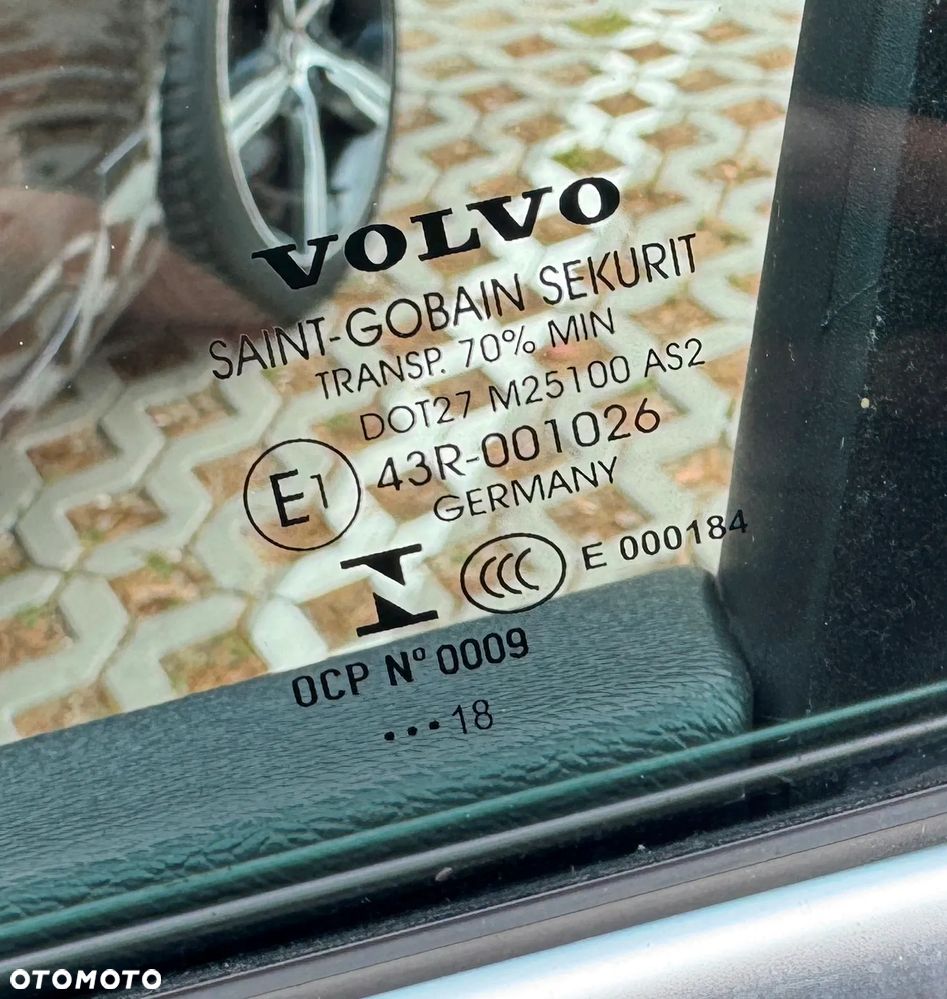 VOLVO
SAINT-GOBAIN SEKURIT
TRANSP. 70% MIN
DOT27 M25100 AS2
E1 43R-001026
GERMANY
CCC E 000184
OCP N° 0009
•••18
OTOMOTO